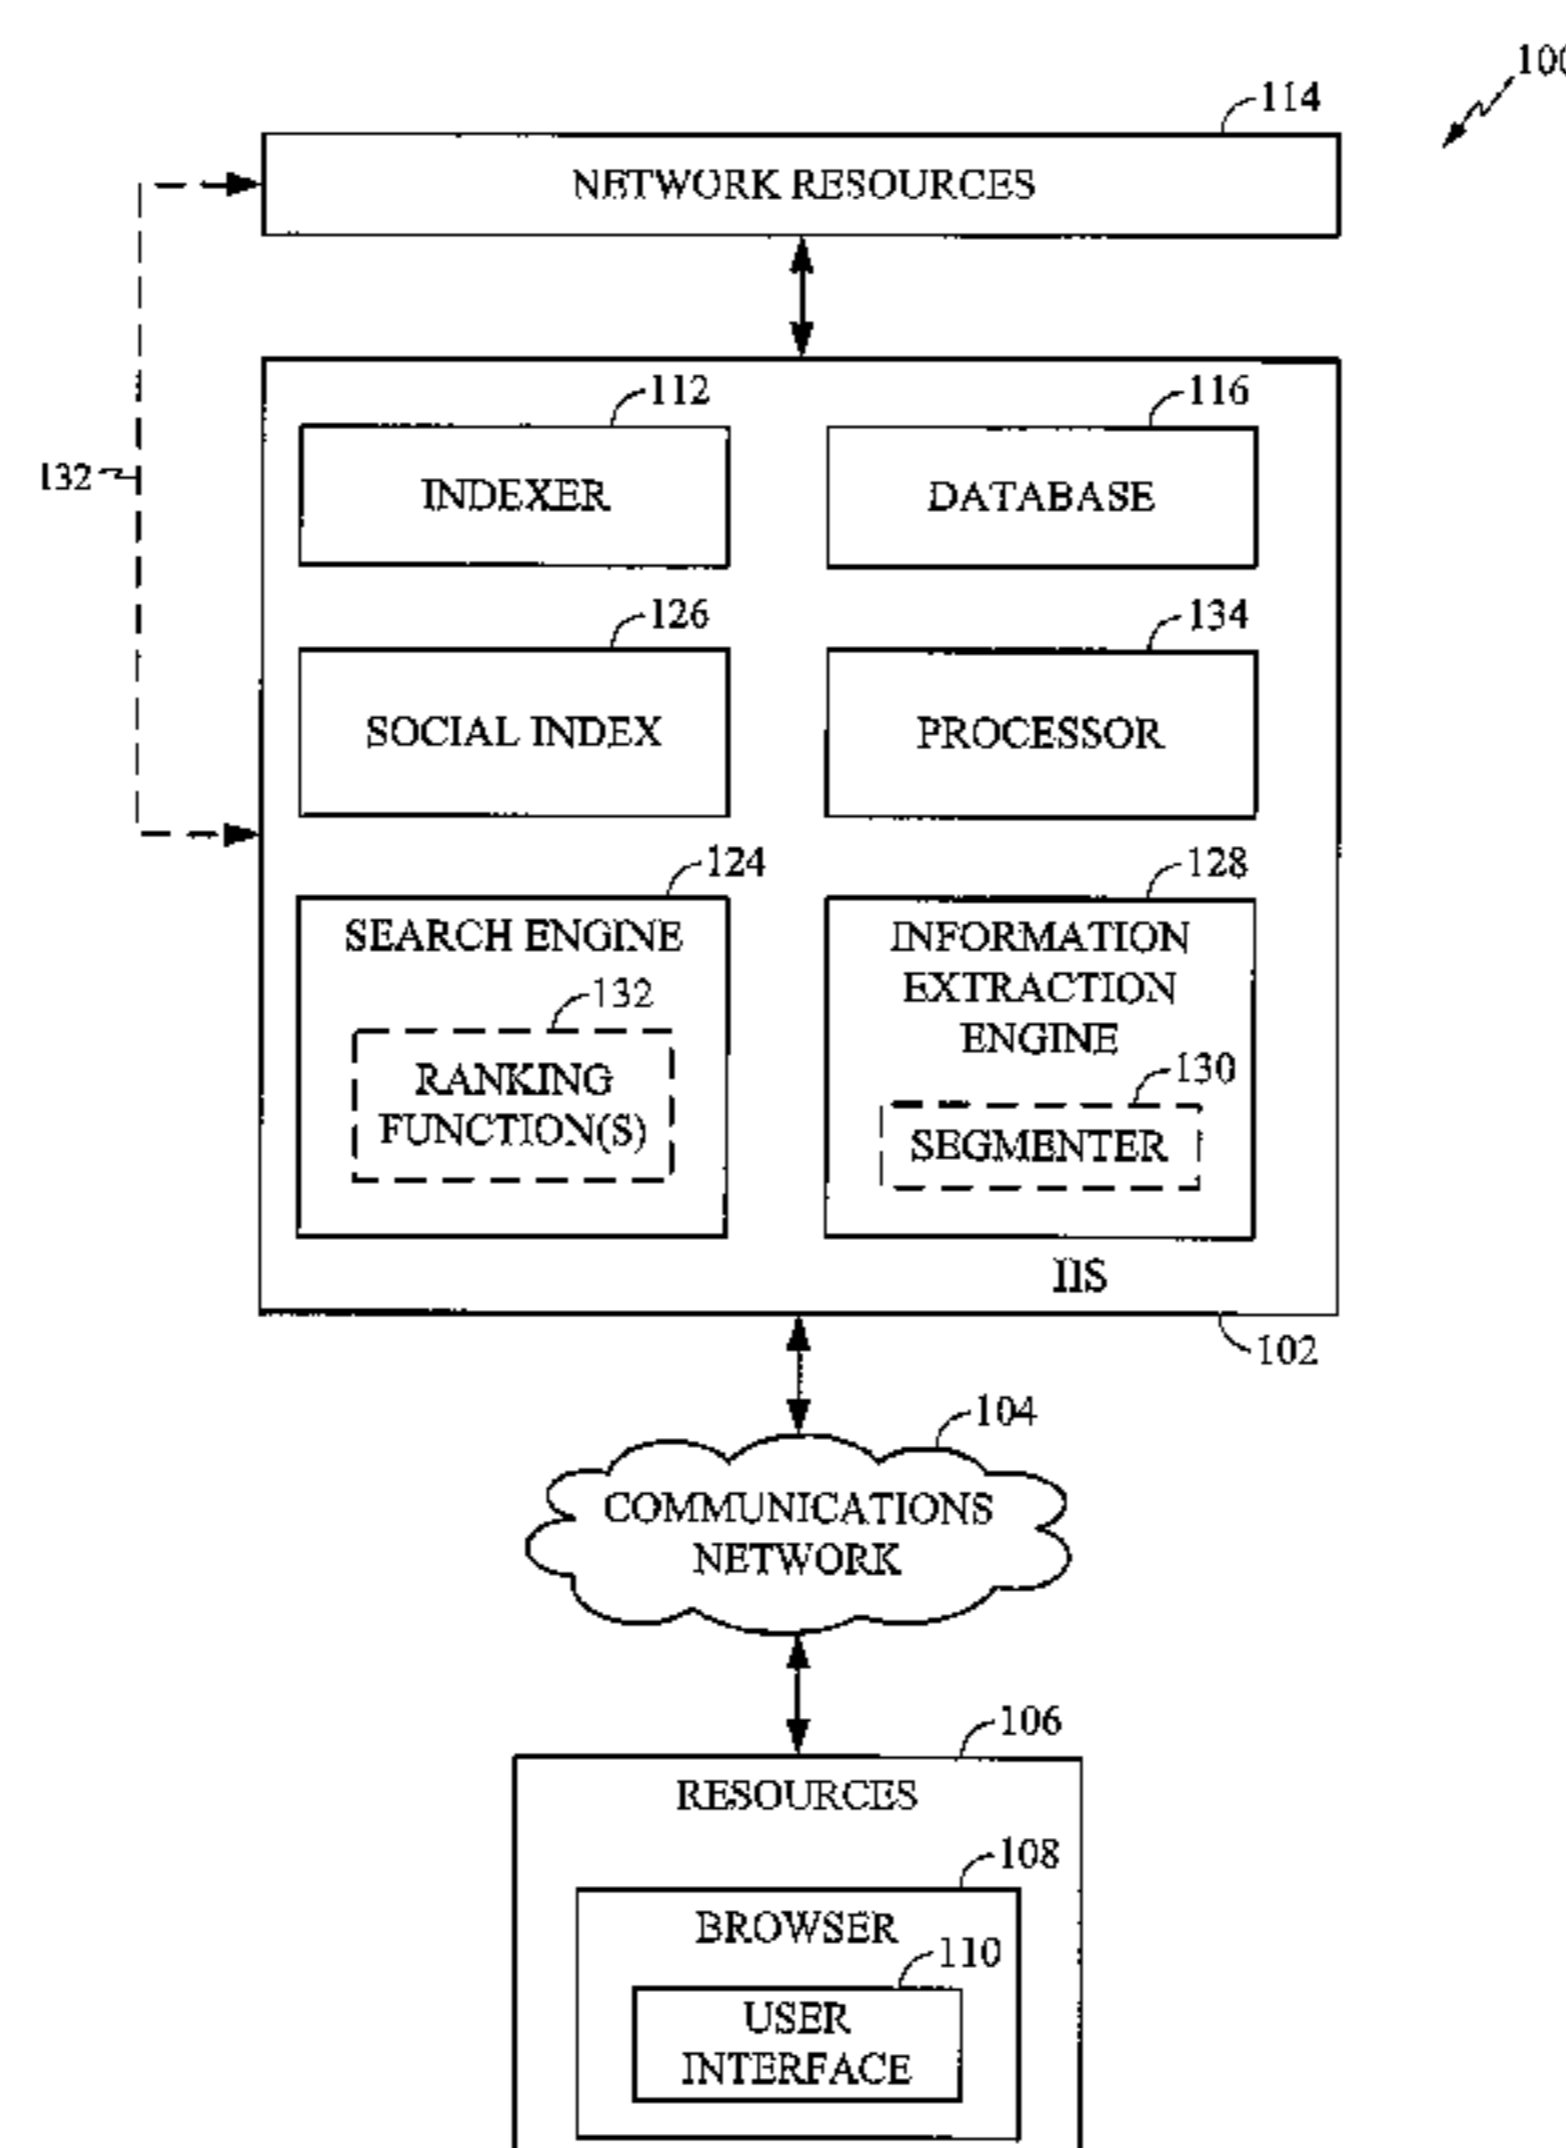 100
114
NETWORK RESOURCES
112
116
INDEXER
DATABASE
132
126
134
SOCIAL INDEX
PROCESSOR
124
128
SEARCH ENGINE
132
RANKING
FUNCTION(S)
INFORMATION
EXTRACTION
ENGINE
130
SEGMENTER
IIS
102
104
COMMUNICATIONS
NETWORK
106
RESOURCES
108
BROWSER
110
USER
INTERFACE